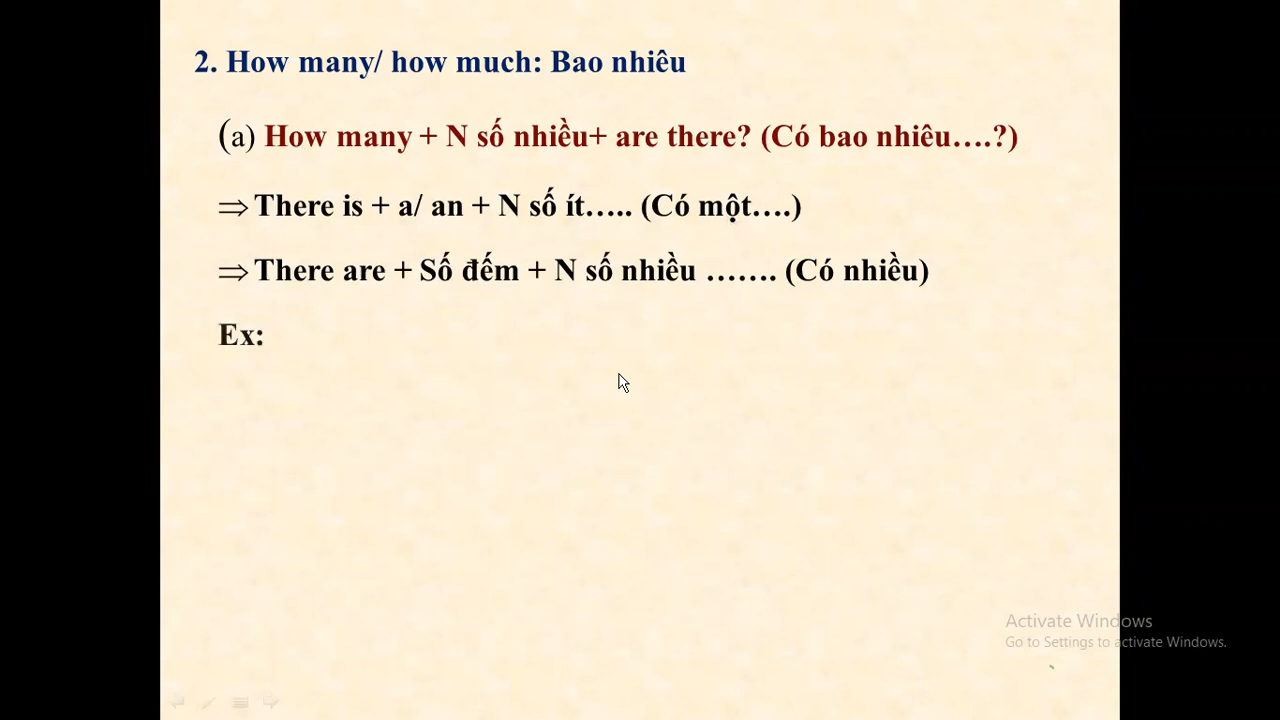 2. How many/ how much: Bao nhiêu
(a) How many + N số nhiều+ are there? (Có bao nhiêu….?)
⇒ There is + a/ an + N số ít….. (Có một….)
⇒ There are + Số đếm + N số nhiều ……. (Có nhiều)
Ex:
Activate Windows
Go to Settings to activate Windows.